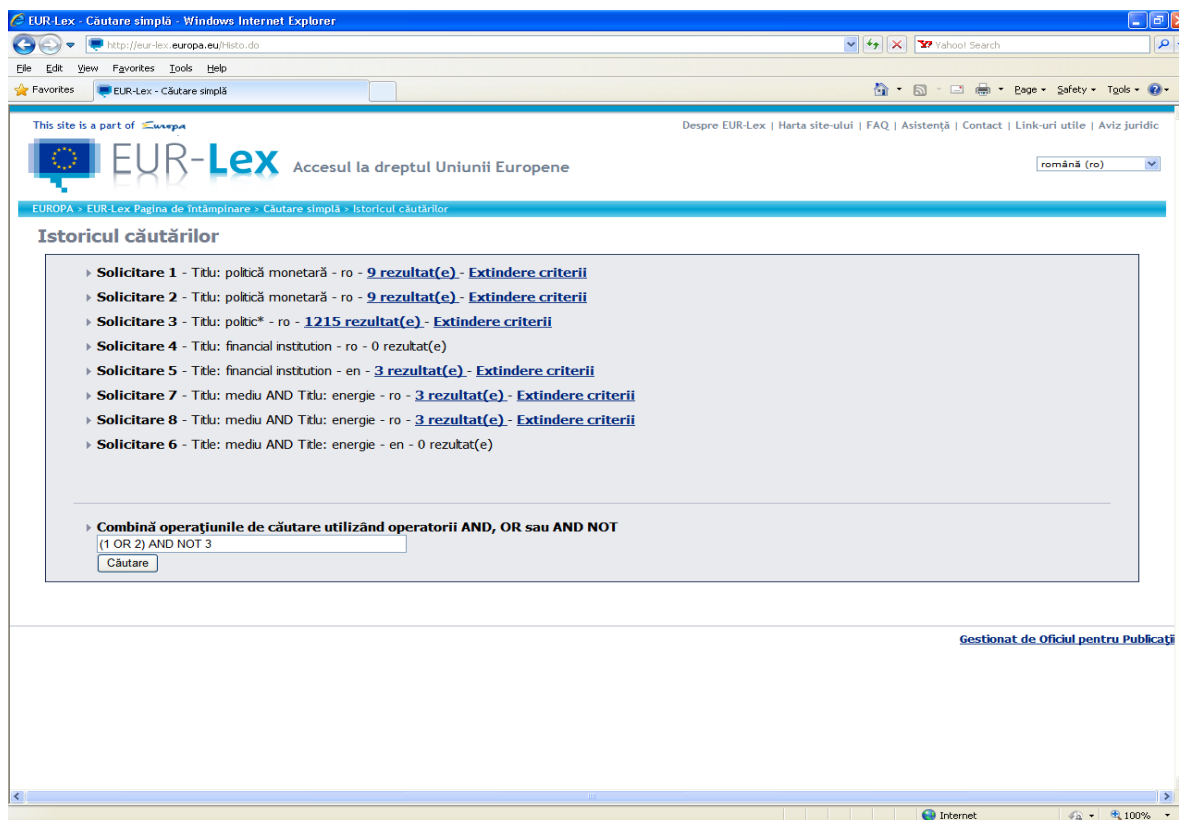 EUR-Lex - Căutare simplă - Windows Internet Explorer
http://eur-lex.europa.eu/Histo.do
Yahoo! Search
File Edit View Favorites Tools Help
Favorites EUR-Lex - Căutare simplă Page Safety Tools
This site is a part of Europa
Despre EUR-Lex | Harta site-ului | FAQ | Asistenţă | Contact | Link-uri utile | Aviz juridic
EUR-Lex Accesul la dreptul Uniunii Europene
română (ro)
EUROPA > EUR-Lex Pagina de întâmpinare > Căutare simplă > Istoricul căutărilor
Istoricul căutărilor
Solicitare 1 - Titlu: politică monetară - ro - 9 rezultat(e) - Extindere criterii
Solicitare 2 - Titlu: politică monetară - ro - 9 rezultat(e) - Extindere criterii
Solicitare 3 - Titlu: politic* - ro - 1215 rezultat(e) - Extindere criterii
Solicitare 4 - Titlu: financial institution - ro - 0 rezultat(e)
Solicitare 5 - Title: financial institution - en - 3 rezultat(e) - Extindere criterii
Solicitare 7 - Titlu: mediu AND Titlu: energie - ro - 3 rezultat(e) - Extindere criterii
Solicitare 8 - Titlu: mediu AND Titlu: energie - ro - 3 rezultat(e) - Extindere criterii
Solicitare 6 - Title: mediu AND Title: energie - en - 0 rezultat(e)
Combină operaţiunile de căutare utilizând operatorii AND, OR sau AND NOT
(1 OR 2) AND NOT 3
Căutare
Gestionat de Oficiul pentru Publicaţii
Internet 100%